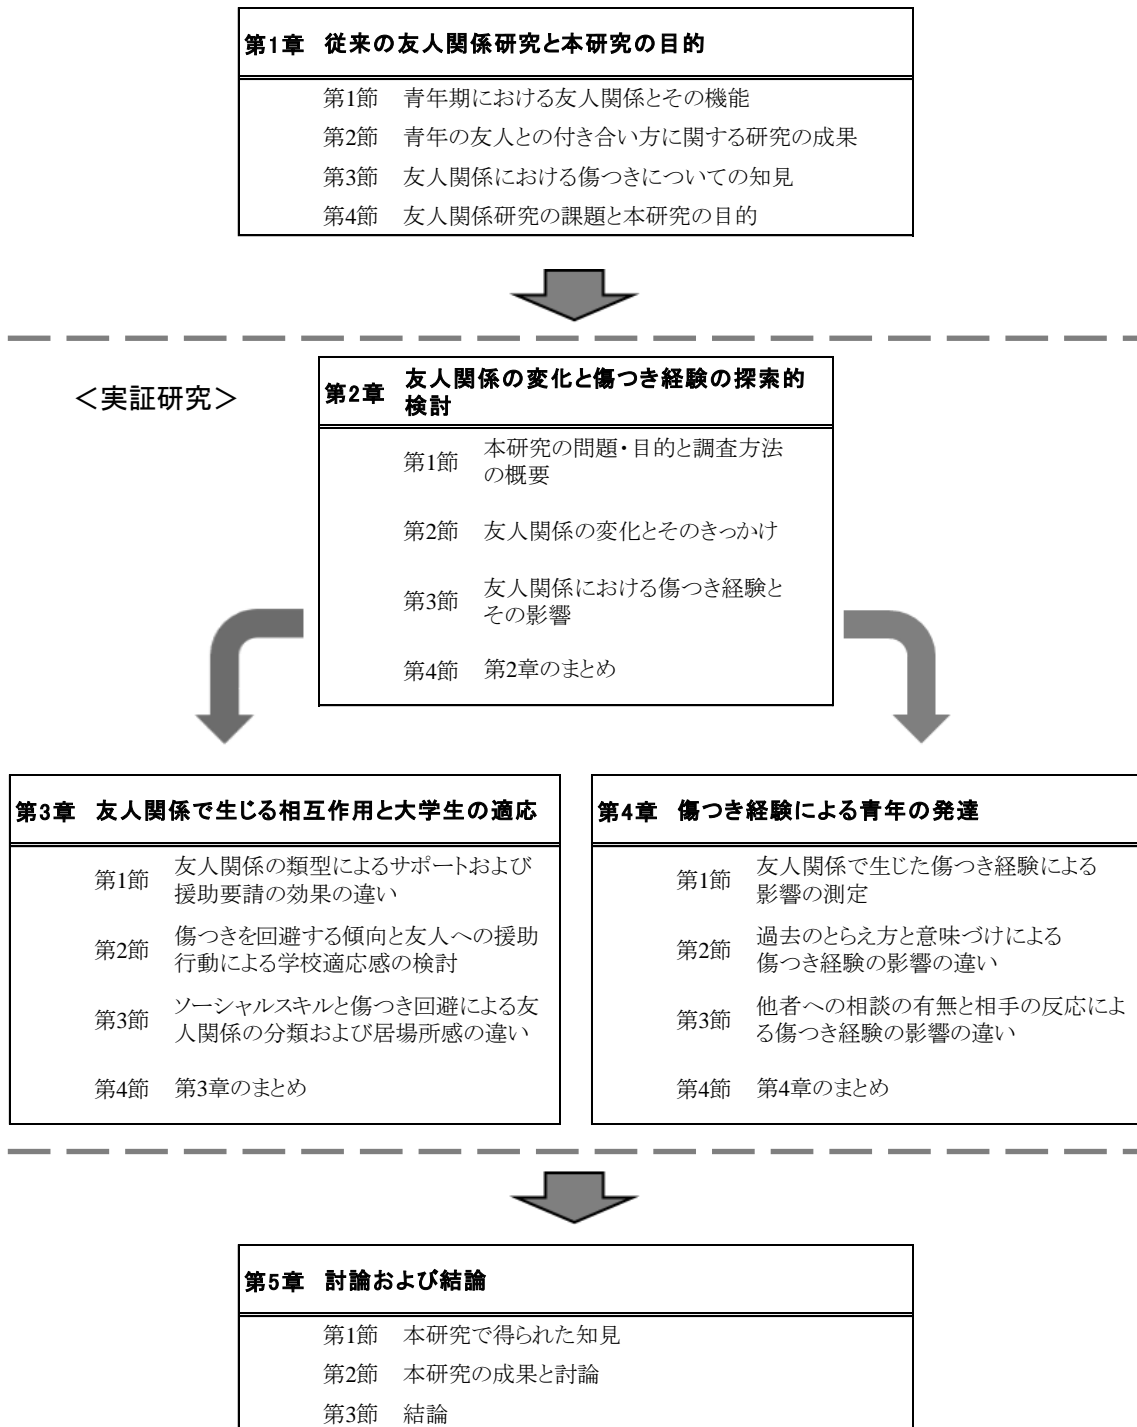 第1章 従来の友人関係研究と本研究の目的
第1節 青年期における友人関係とその機能
第2節 青年の友人との付き合い方に関する研究の成果
第3節 友人関係における傷つきについての知見
第4節 友人関係研究の課題と本研究の目的
＜実証研究＞
第2章 友人関係の変化と傷つき経験の探索的
検討
第1節 本研究の問題・目的と調査方法
の概要
第2節 友人関係の変化とそのきっかけ
第3節 友人関係における傷つき経験と
その影響
第4節 第2章のまとめ
第3章 友人関係で生じる相互作用と大学生の適応
第1節 友人関係の類型によるサポートおよび
援助要請の効果の違い
第2節 傷つきを回避する傾向と友人への援助
行動による学校適応感の検討
第3節 ソーシャルスキルと傷つき回避による友
人関係の分類および居場所感の違い
第4節 第3章のまとめ
第4章 傷つき経験による青年の発達
第1節 友人関係で生じた傷つき経験による
影響の測定
第2節 過去のとらえ方と意味づけによる
傷つき経験の影響の違い
第3節 他者への相談の有無と相手の反応によ
る傷つき経験の影響の違い
第4節 第4章のまとめ
第5章 討論および結論
第1節 本研究で得られた知見
第2節 本研究の成果と討論
第3節 結論